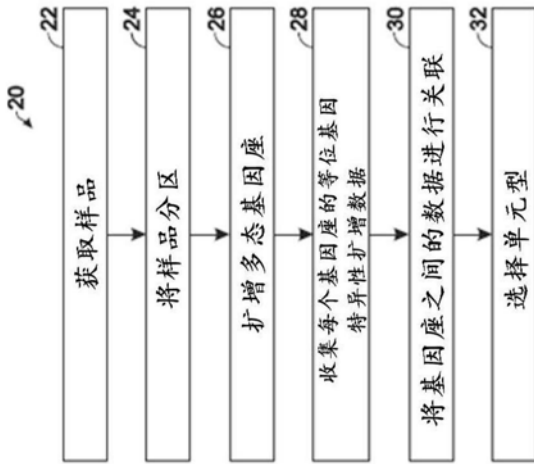 20
22
获取样品
24
将样品分区
26
扩增多态基因座
28
收集每个基因座的等位基因
特异性扩增数据
30
将基因座之间的数据进行关联
32
选择单元型